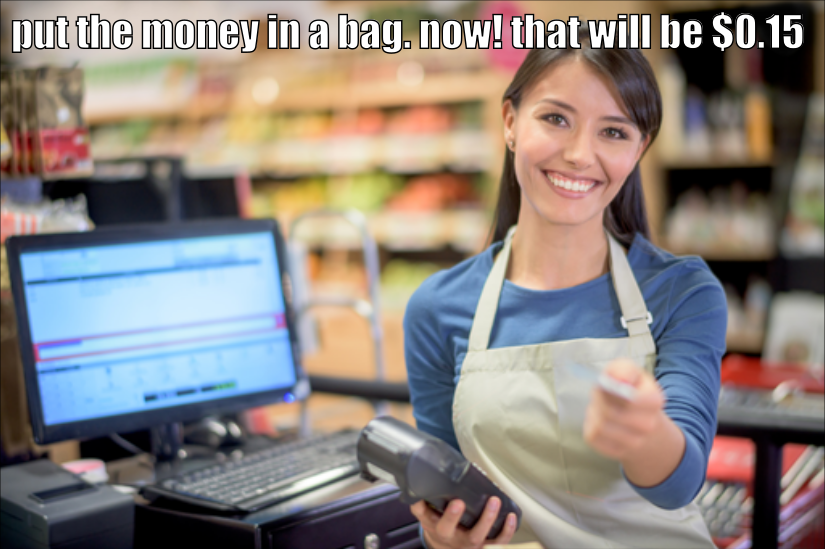 put the money in a bag. now! that will be $0.15